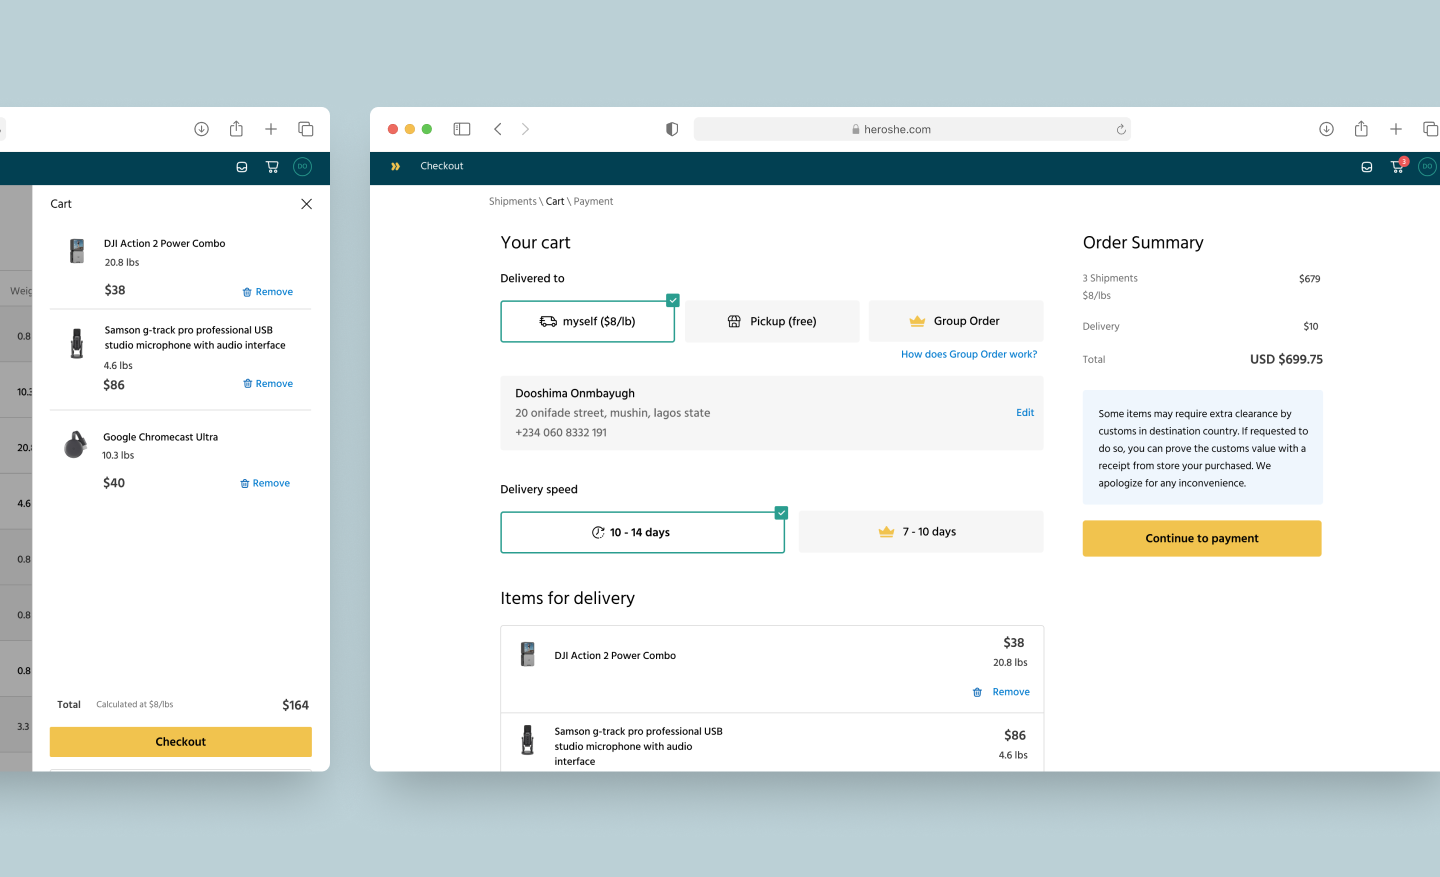 DO
Cart
Weig
0.8
10.3
20.8
4.6
0.8
0.8
0.8
3.3
DJI Action 2 Power Combo
20.8 lbs
$38
Remove
Samson g-track pro professional USB
studio microphone with audio interface
4.6 lbs
$86
Remove
Google Chromecast Ultra
10.3 lbs
$40
Remove
Total
Calculated at $8/lbs
$164
Checkout
heroshe.com
Checkout
3
DO
Shipments \ Cart \ Payment
Your cart
Delivered to
myself ($8/lb)
Pickup (free)
Group Order
How does Group Order work?
Dooshima Onmbayugh
20 onifade street, mushin, lagos state
+234 060 8332 191
Edit
Delivery speed
10 - 14 days
7 - 10 days
Items for delivery
DJI Action 2 Power Combo
$38
20.8 lbs
Remove
Samson g-track pro professional USB
studio microphone with audio
interface
$86
4.6 lbs
Order Summary
3 Shipments
$679
$8/lbs
Delivery
$10
Total
USD $699.75
Some items may require extra clearance by
customs in destination country. If requested to
do so, you can prove the customs value with a
receipt from store your purchased. We
apologize for any inconvenience.
Continue to payment